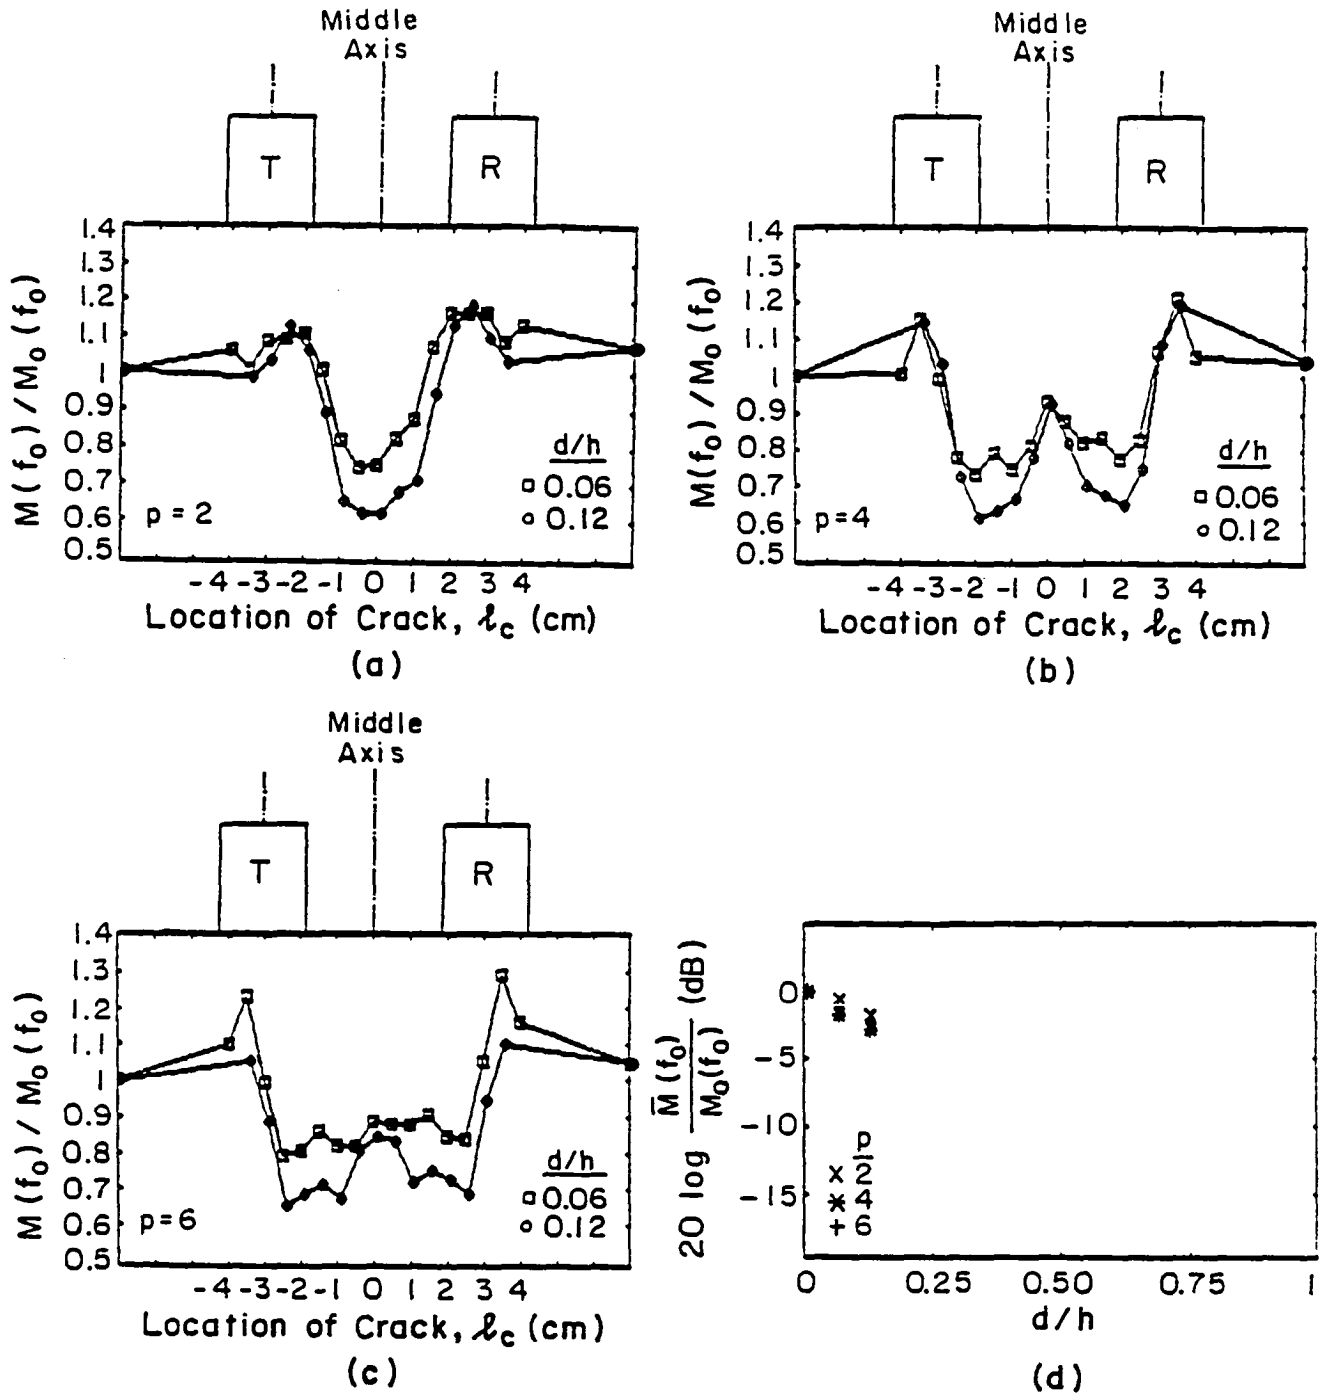 Middle
Axis
T
R
1.4
1.3
1.2
1.1
1
0.9
0.8
0.7
0.6
0.5
M(f₀)/M₀(f₀)
d/h
□ 0.06
○ 0.12
p = 2
-4 -3 -2 -1 0 1 2 3 4
Location of Crack, ℓc (cm)
(a)
Middle
Axis
T
R
1.4
1.3
1.2
1.1
1
0.9
0.8
0.7
0.6
0.5
M(f₀)/M₀(f₀)
d/h
□ 0.06
○ 0.12
p=4
-4 -3 -2 -1 0 1 2 3 4
Location of Crack, ℓc (cm)
(b)
Middle
Axis
T
R
1.4
1.3
1.2
1.1
1
0.9
0.8
0.7
0.6
0.5
M(f₀)/M₀(f₀)
d/h
□ 0.06
○ 0.12
p=6
-4 -3 -2 -1 0 1 2 3 4
Location of Crack, ℓc (cm)
(c)
20 log M̄(f₀)/M₀(f₀) (dB)
0
-5
-10
-15
p
× 2
* 4
+ 6
0 0.25 0.50 0.75 1
d/h
(d)